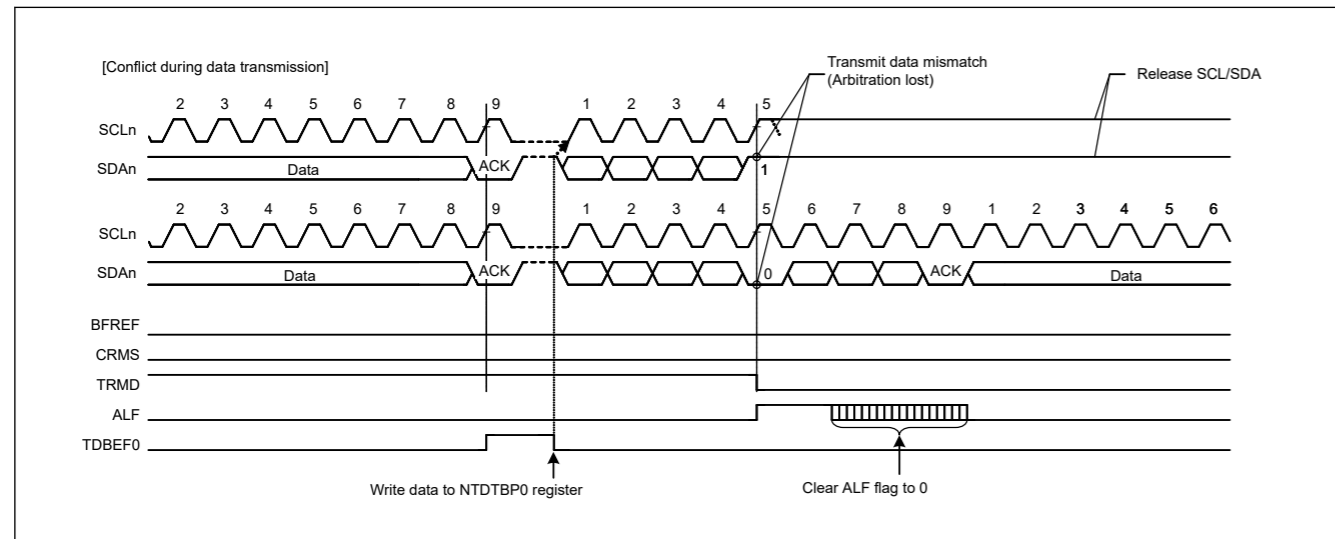 [Conflict during data transmission]
Transmit data mismatch
(Arbitration lost)
Release SCL/SDA
2 3 4 5 6 7 8 9 1 2 3 4 5
SCLn
SDAn Data ACK 1
2 3 4 5 6 7 8 9 1 2 3 4 5 6 7 8 9 1 2 3 4 5 6
SCLn
SDAn Data ACK 0 ACK Data
BFREF
CRMS
TRMD
ALF
TDBEF0
Write data to NTDTBP0 register
Clear ALF flag to 0